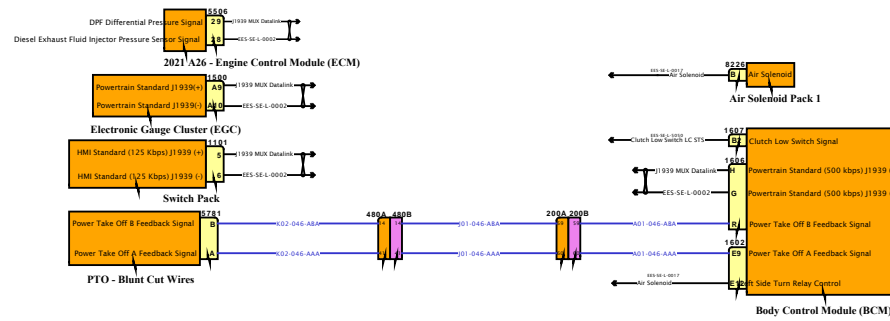 5506
DPF Differential Pressure Signal 29 J1939 MUX Datalink
Diesel Exhaust Fluid Injector Pressure Sensor Signal 28 EES-SE-L-0002
2021 A26 - Engine Control Module (ECM)
1500
Powertrain Standard J1939(+) A9 J1939 MUX Datalink
Powertrain Standard J1939(-) A10 EES-SE-L-0002
Electronic Gauge Cluster (EGC)
1101
HMI Standard (125 Kbps) J1939 (+) 5 J1939 MUX Datalink
HMI Standard (125 Kbps) J1939 (-) 6 EES-SE-L-0002
Switch Pack
5781 480A 480B 200A 200B
Power Take Off B Feedback Signal B K02-046-ABA J01-046-ABA A01-046-ABA
Power Take Off A Feedback Signal A K02-046-AAA J01-046-AAA A01-046-AAA
PTO - Blunt Cut Wires
8226
EES-SE-L-0017
Air Solenoid B Air Solenoid
Air Solenoid Pack 1
1607
Clutch Low Switch LC STS B2 Clutch Low Switch Signal
1606
J1939 MUX Datalink H Powertrain Standard (500 kbps) J1939
EES-SE-L-0002 G Powertrain Standard (500 kbps) J1939
R Power Take Off B Feedback Signal
1602
E9 Power Take Off A Feedback Signal
EES-SE-L-0017
Air Solenoid E12 Left Side Turn Relay Control
Body Control Module (BCM)